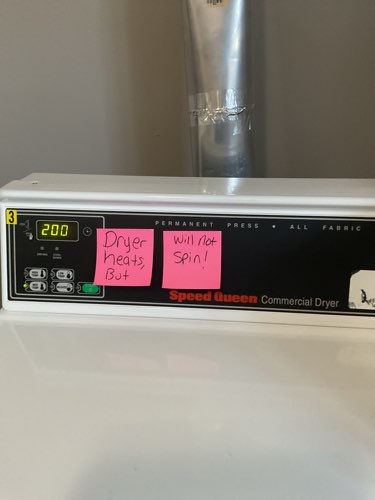 3
200
PERMANENT PRESS • ALL FABRIC
Dryer
heats,
But
will not
Spin!
Speed Queen Commercial Dryer